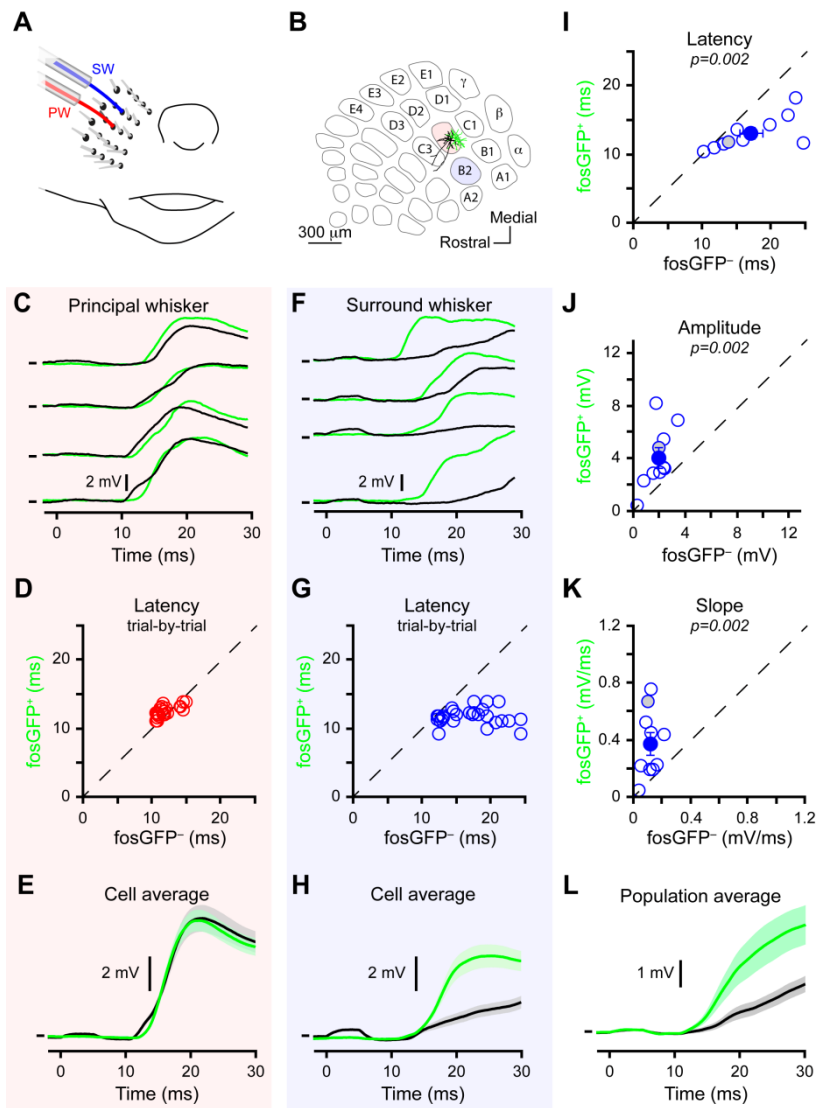 A
SW
PW
B
E1
γ
E2
E3
D1
β
E4
D2
C1
D3
α
C3
B1
B2
A1
A2
Medial
300 μm
Rostral
I
Latency
p=0.002
fosGFP⁺ (ms)
20
10
0
0
10
20
fosGFP⁻ (ms)
C
Principal whisker
2 mV
0
10
20
30
Time (ms)
F
Surround whisker
2 mV
0
10
20
30
Time (ms)
J
Amplitude
p=0.002
fosGFP⁺ (mV)
12
8
4
0
0
4
8
12
fosGFP⁻ (mV)
D
Latency
trial-by-trial
fosGFP⁺ (ms)
20
10
0
0
10
20
fosGFP⁻ (ms)
G
Latency
trial-by-trial
fosGFP⁺ (ms)
20
10
0
0
10
20
fosGFP⁻ (ms)
K
Slope
p=0.002
fosGFP⁺ (mV/ms)
1.2
0.8
0.4
0
0
0.4
0.8
1.2
fosGFP⁻ (mV/ms)
E
Cell average
2 mV
0
10
20
30
Time (ms)
H
Cell average
2 mV
0
10
20
30
Time (ms)
L
Population average
1 mV
0
10
20
30
Time (ms)